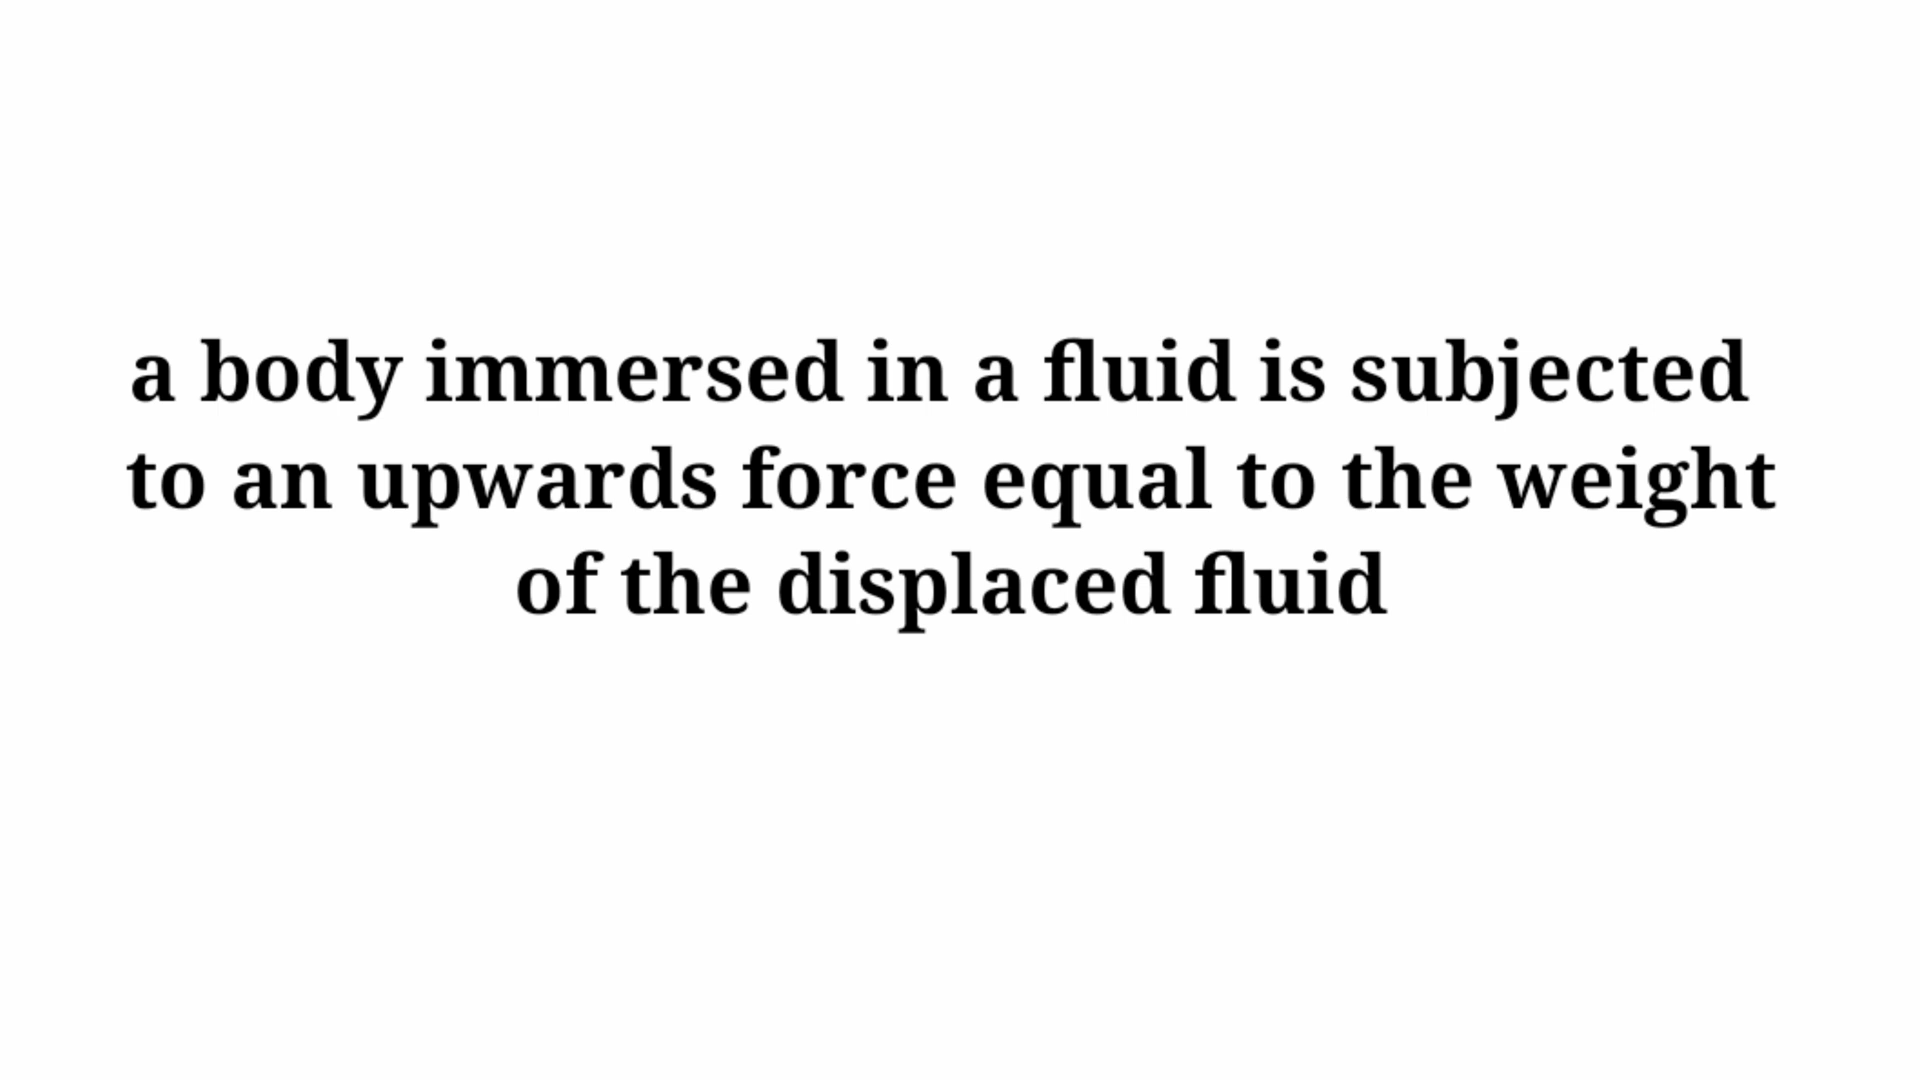 a body immersed in a fluid is subjected
to an upwards force equal to the weight
of the displaced fluid